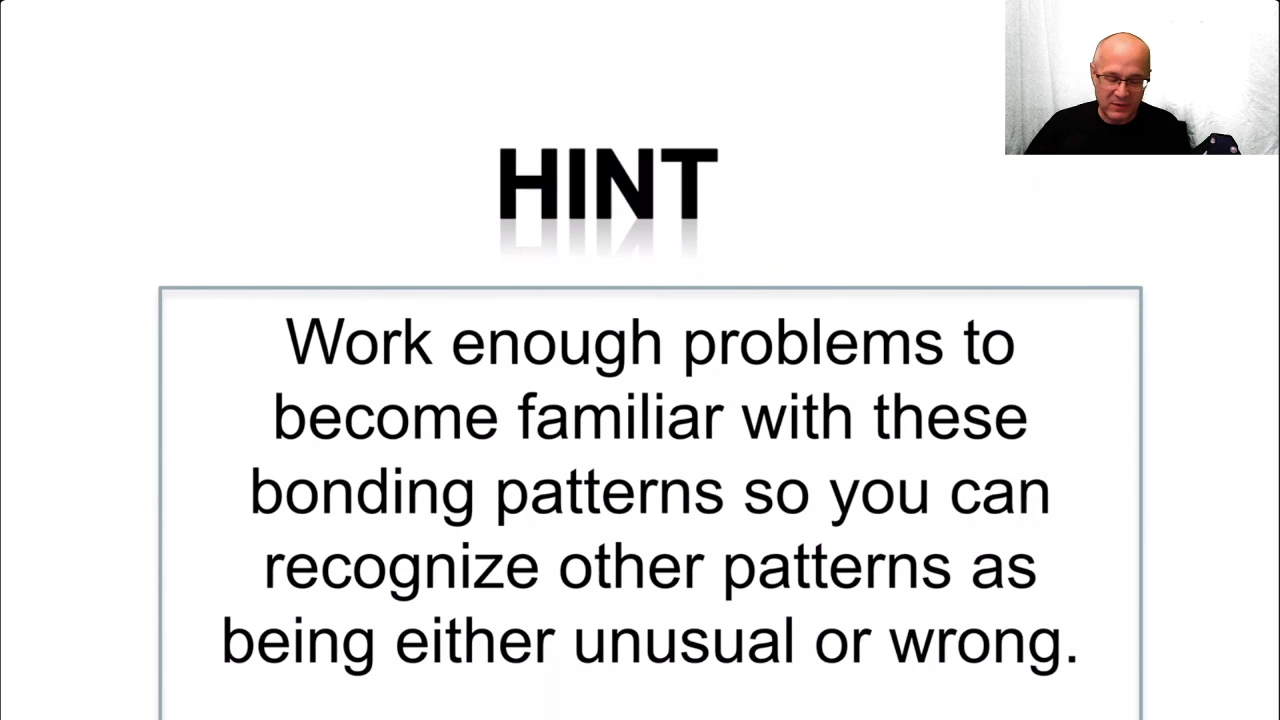 HINT
Work enough problems to
become familiar with these
bonding patterns so you can
recognize other patterns as
being either unusual or wrong.